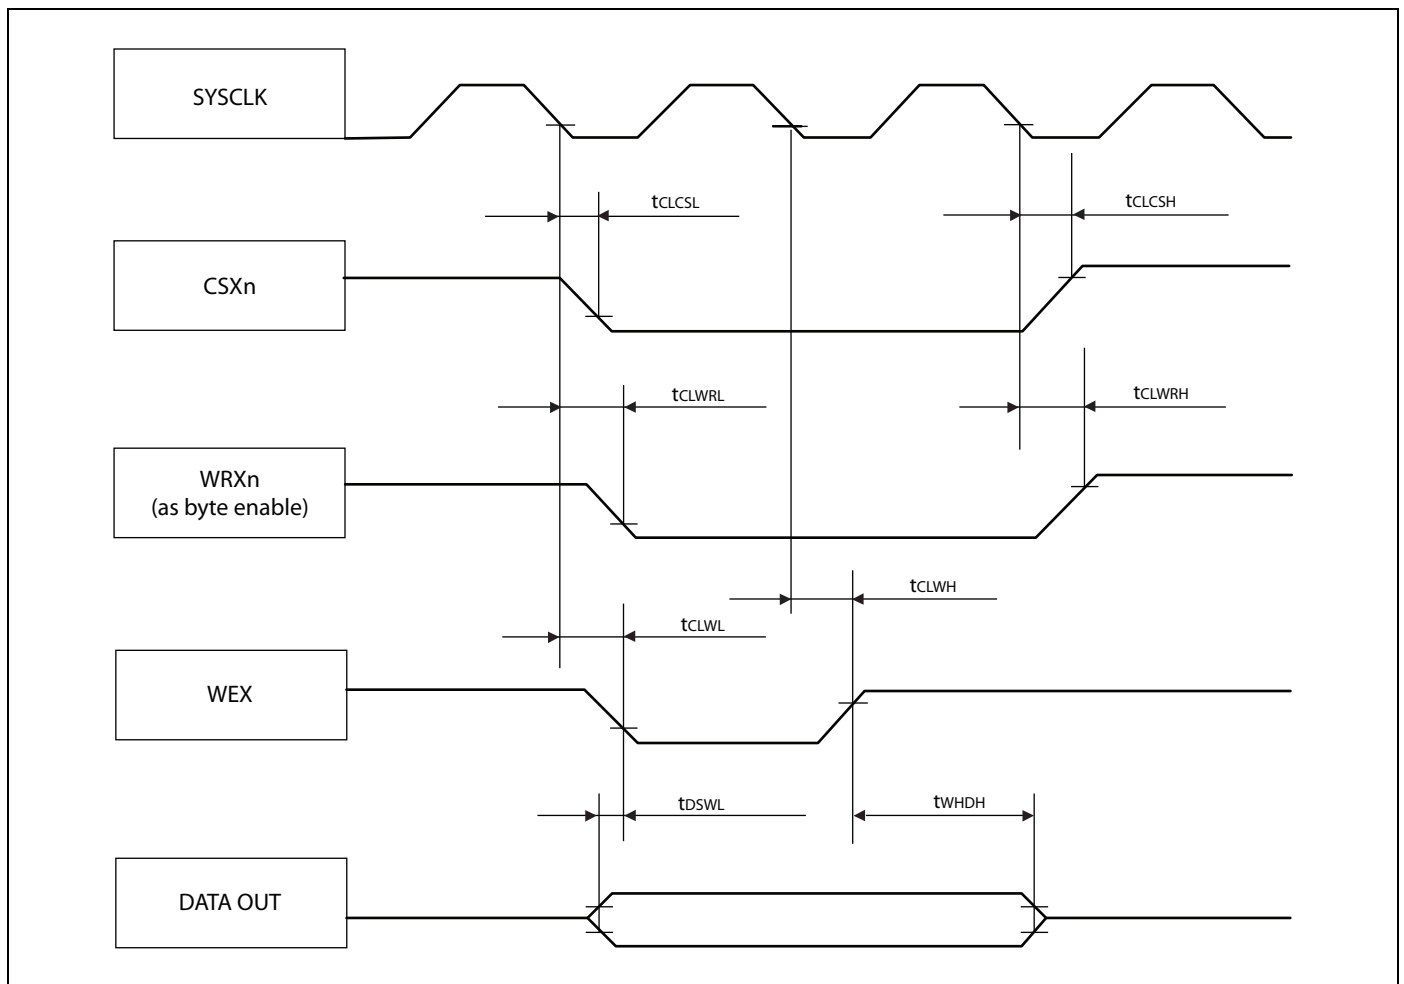 SYSCLK
tCLCSL
tCLCSH
CSXn
tCLWRL
tCLWRH
WRXn
(as byte enable)
tCLWH
tCLWL
WEX
tDSWL
tWHDH
DATA OUT